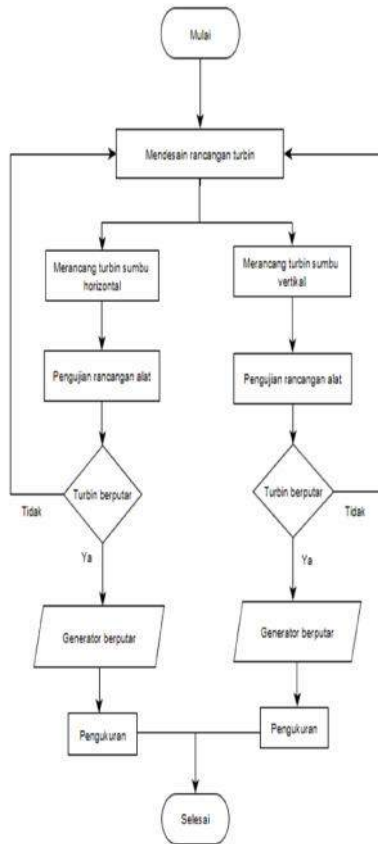 Mulai
Mendesain rancangan turbin
Merancang turbin sumbu
horizontal
Merancang turbin sumbu
vertikal
Pengujian rancangan alat
Pengujian rancangan alat
Turbin berputar
Turbin berputar
Tidak
Tidak
Ya
Ya
Generator berputar
Generator berputar
Pengukuran
Pengukuran
Selesai